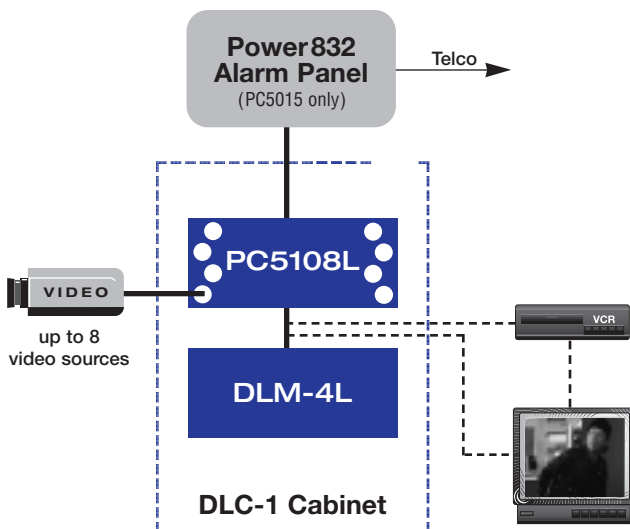 Power832
Alarm Panel
(PC5015 only)
Telco
PC5108L
VIDEO
up to 8
video sources
VCR
DLM-4L
DLC-1 Cabinet